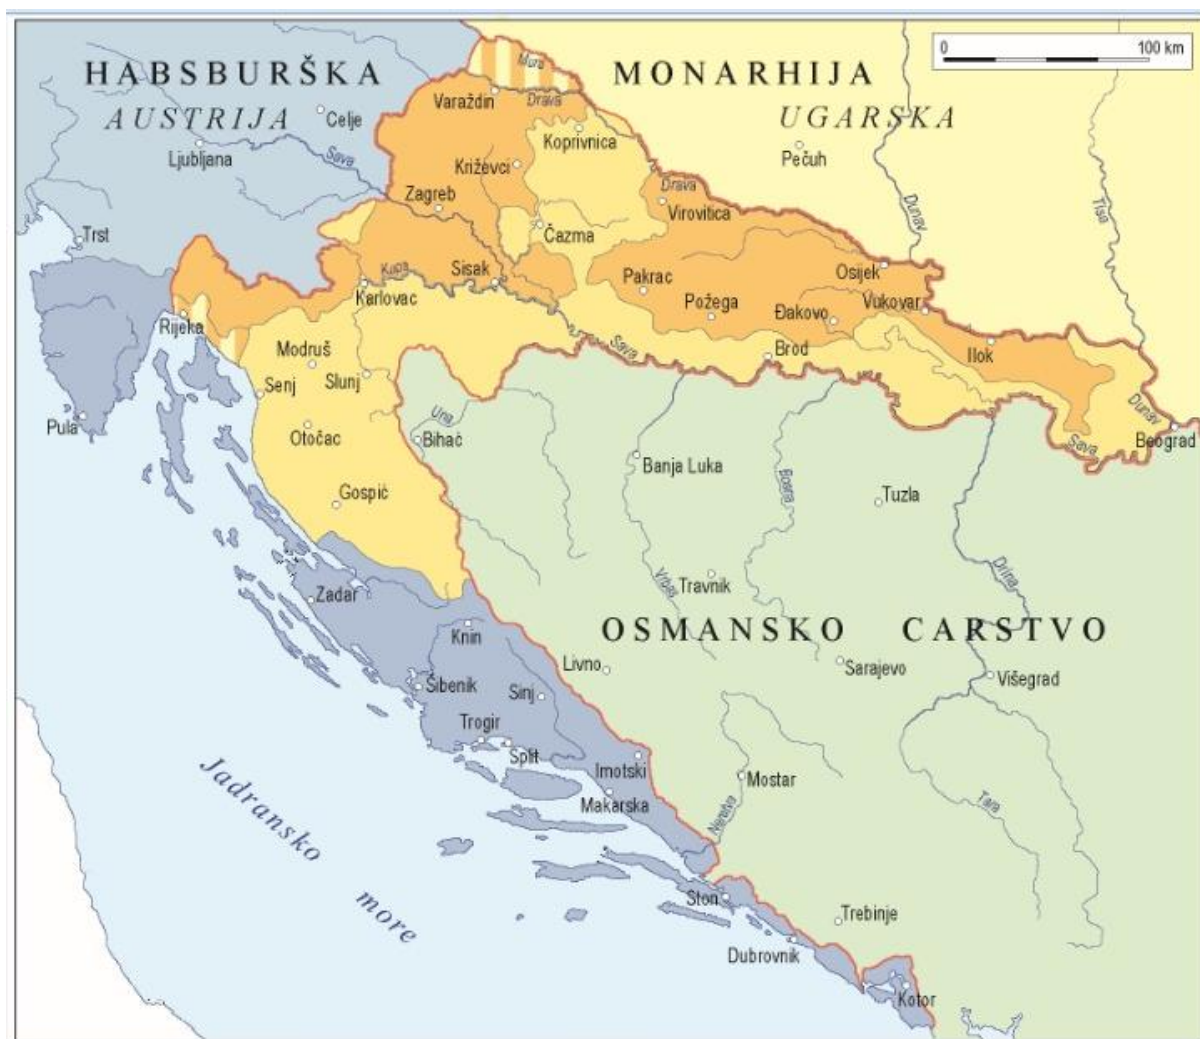 HABSBURŠKA MONARHIJA
0 100 km
AUSTRIJA
UGARSKA
Mura
Varaždin
Drava
Celje
Koprivnica
Ljubljana
Sava
Pečuh
Križevci
Zagreb
Drava
Virovitica
Dunav
Tisa
Trst
Čazma
Kupa
Sisak
Pakrac
Osijek
Karlovac
Požega
Đakovo
Vukovar
Rijeka
Sava
Brod
Ilok
Modruš
Slunj
Senj
Dunav
Pula
Otočac
Una
Bihać
Sava
Beograd
Banja Luka
Bosna
Gospić
Tuzla
Vrbas
Travnik
Drina
Zadar
Knin
OSMANSKO CARSTVO
Livno
Sarajevo
Šibenik
Sinj
Višegrad
Trogir
Split
Imotski
Mostar
Makarska
Neretva
Tara
Jadransko
more
Ston
Trebinje
Dubrovnik
Kotor